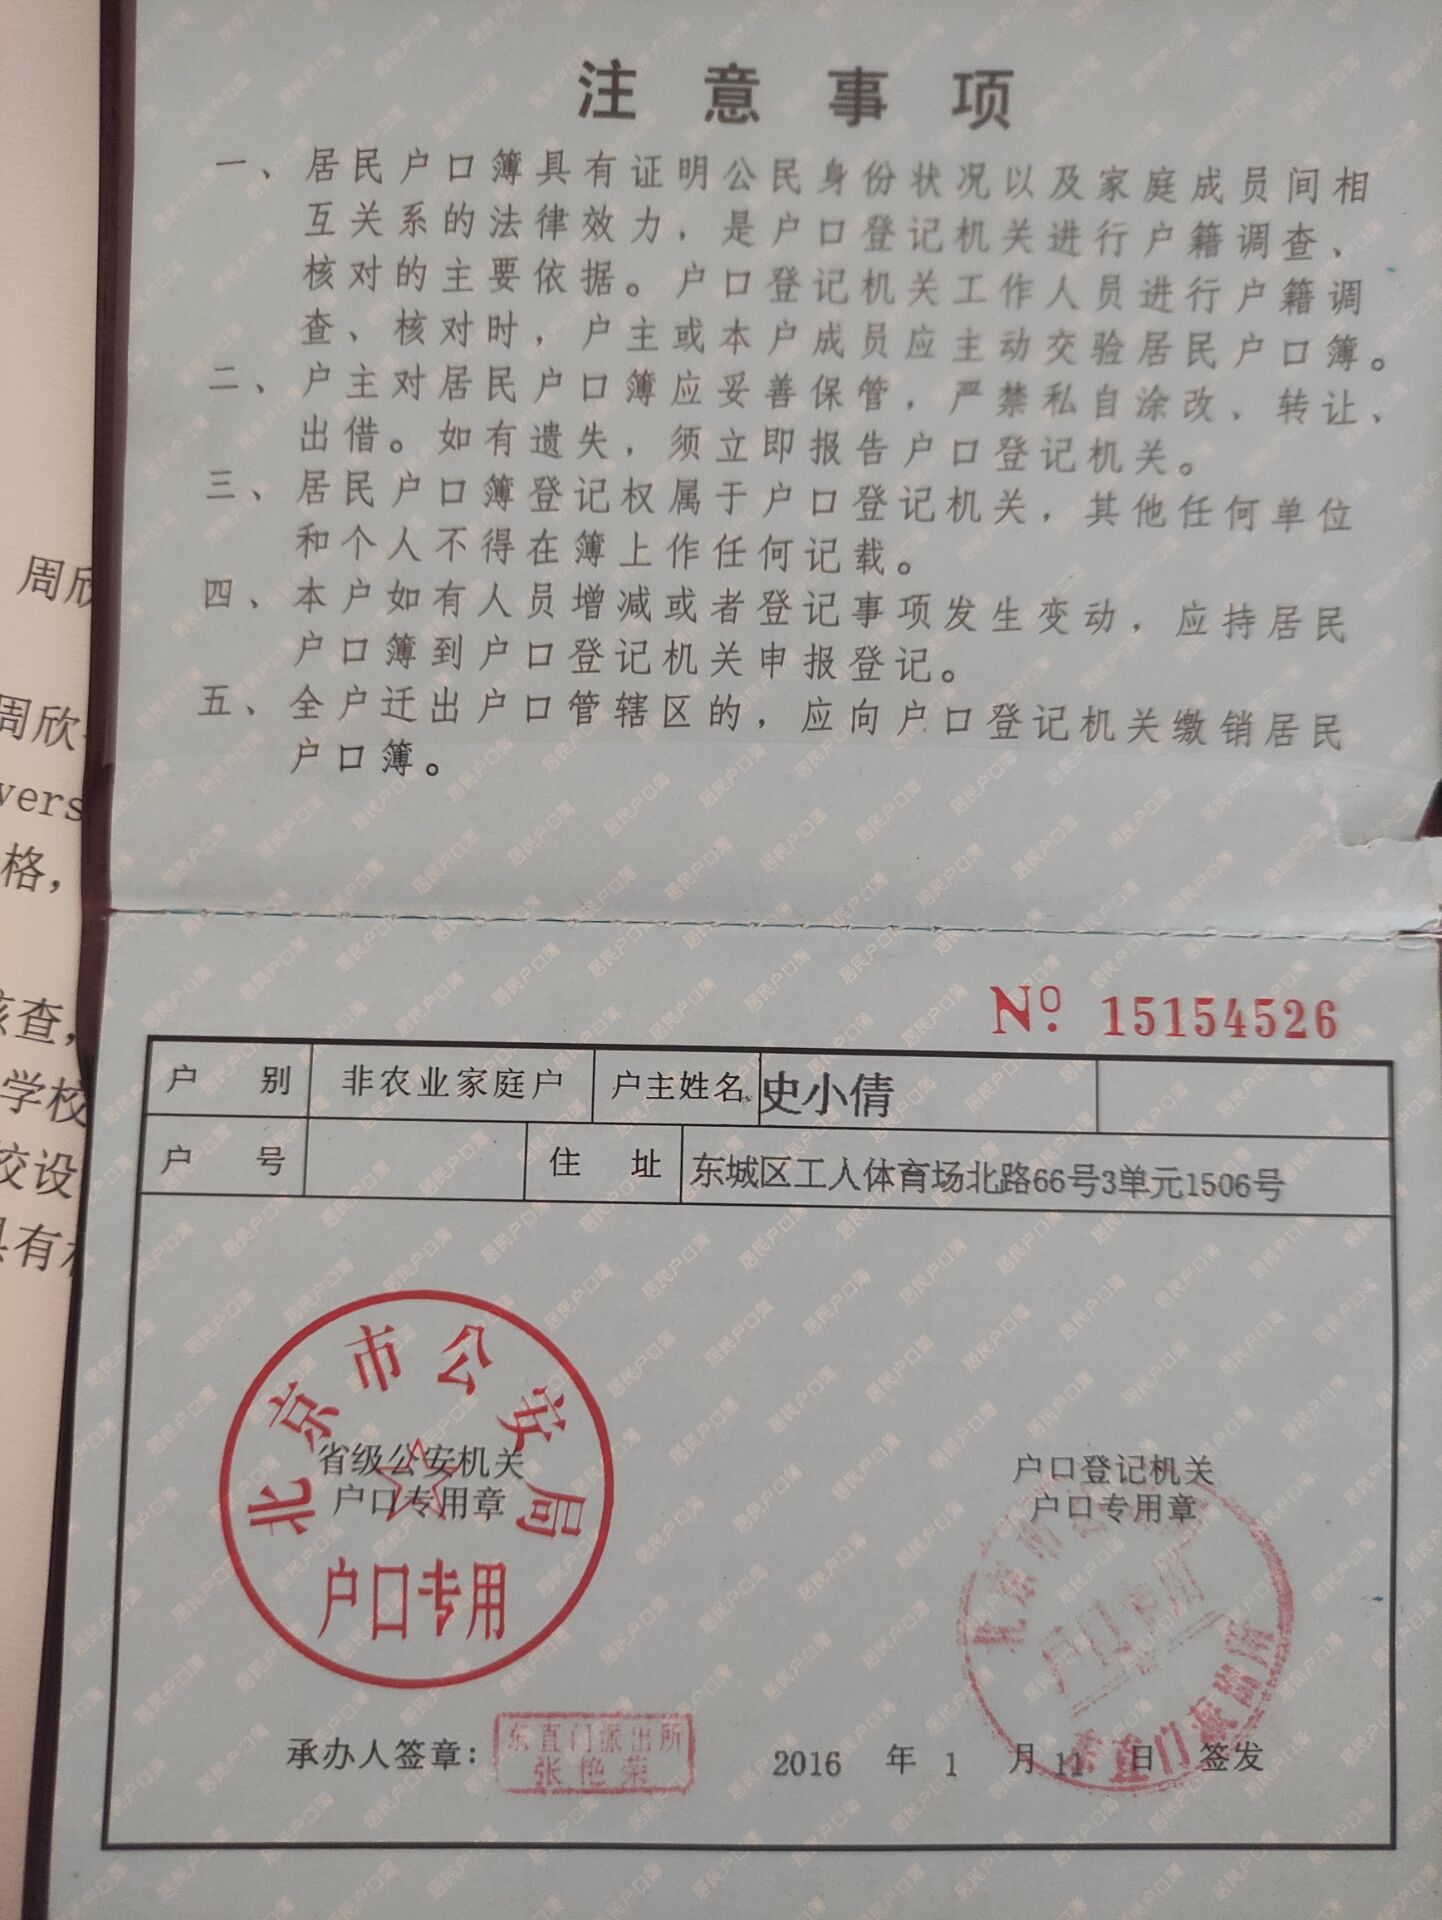 注意事项
一、居民户口簿具有证明公民身份状况以及家庭成员间相
互关系的法律效力，是户口登记机关进行户籍调查、
核对的主要依据。户口登记机关工作人员进行户籍调
查、核对时，户主或本户成员应主动交验居民户口簿。
二、户主对居民户口簿应妥善保管，严禁私自涂改、转让、
出借。如有遗失，须立即报告户口登记机关。
三、居民户口簿登记权属于户口登记机关，其他任何单位
和个人不得在簿上作任何记载。
四、本户如有人员增减或者登记事项发生变动，应持居民
户口簿到户口登记机关申报登记。
五、全户迁出户口管辖区的，应向户口登记机关缴销居民
户口簿。
周欣
周欣
vers
格，
核查，
学校
校设
具有
№ 15154526
户别 非农业家庭户 户主姓名 史小倩
户号 住址 东城区工人体育场北路66号3单元1506号
北京市公安局
省级公安机关
户口专用章
户口专用
户口登记机关
户口专用章
北京市公安局
户口专用
东直门派出所
承办人签章：
东直门派出所
张艳菊
2016 年 1 月 11 日 签发